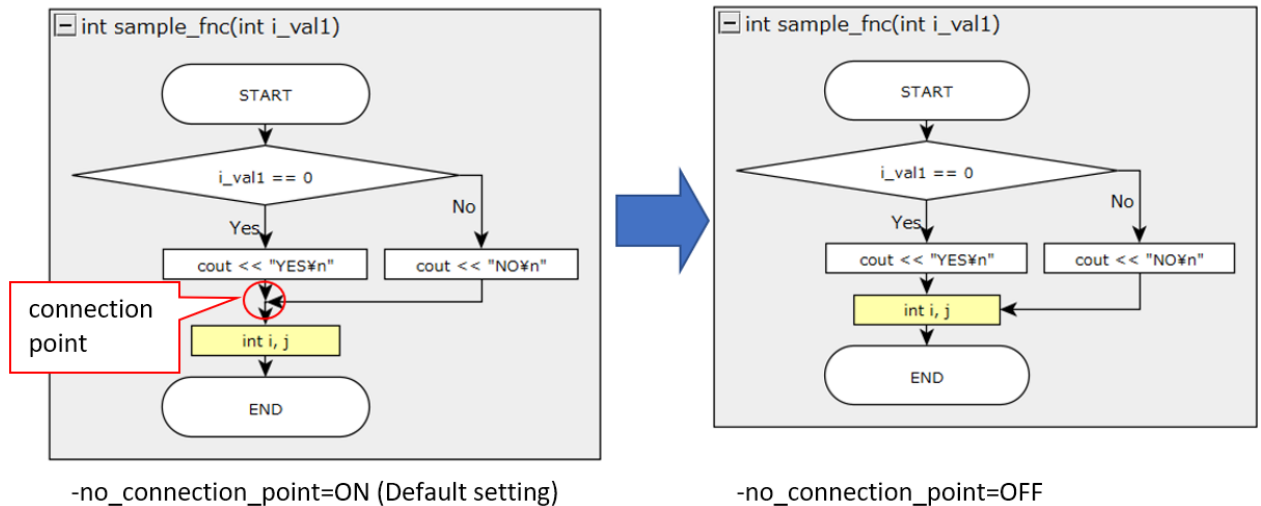 int sample_fnc(int i_val1)
START
i_val1 == 0
Yes
No
cout << "YES¥n"
cout << "NO¥n"
connection
point
int i, j
END
-no_connection_point=ON (Default setting)
int sample_fnc(int i_val1)
START
i_val1 == 0
Yes
No
cout << "YES¥n"
cout << "NO¥n"
int i, j
END
-no_connection_point=OFF